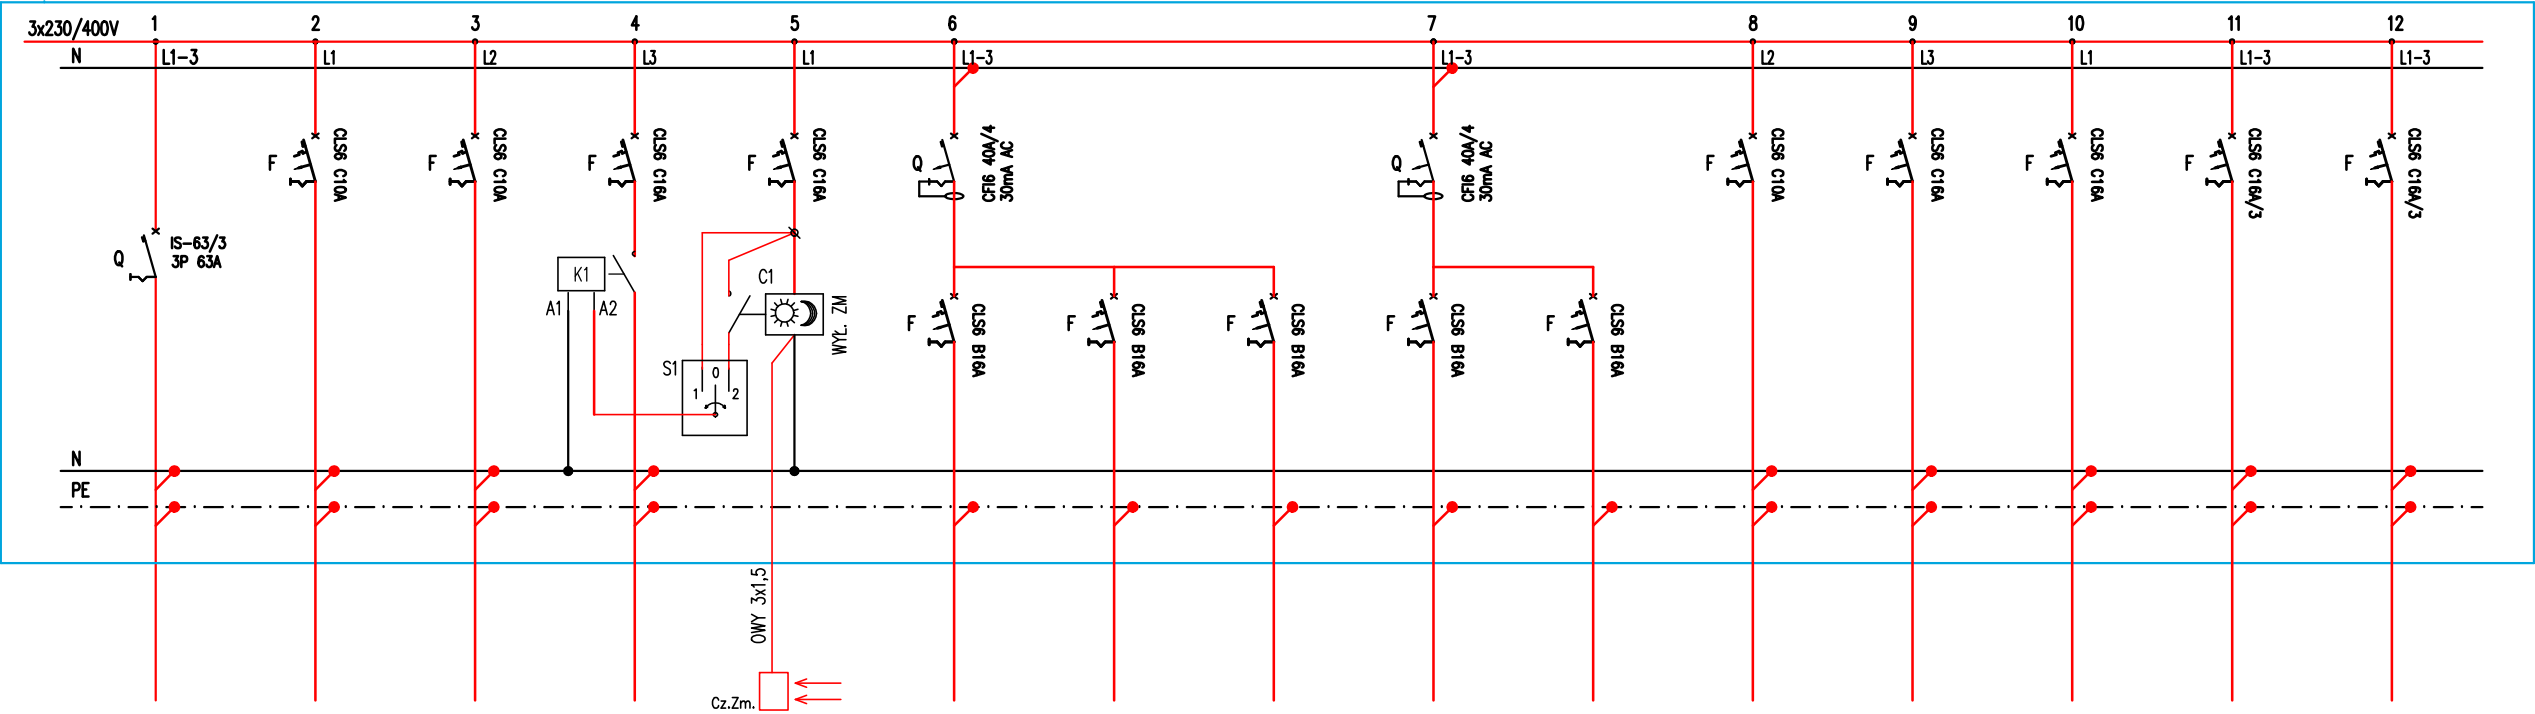 3x230/400V
1
2
3
4
5
6
7
8
9
10
11
12
N
L1-3
L1
L2
L3
L1
L1-3
L1-3
L2
L3
L1
L1-3
L1-3
F
CLS6 C10A
F
CLS6 C10A
F
CLS6 C16A
F
CLS6 C16A
Q
CFI6 40A/4
30mA AC
Q
CFI6 40A/4
30mA AC
F
CLS6 C10A
F
CLS6 C16A
F
CLS6 C16A
F
CLS6 C16A/3
F
CLS6 C16A/3
Q
IS-63/3
3P 63A
K1
A1
A2
C1
WYŁ. ZM
S1
0
1
2
F
CLS6 B16A
F
CLS6 B16A
F
CLS6 B16A
F
CLS6 B16A
F
CLS6 B16A
N
PE
OWY 3x1,5
Cz.Zm.